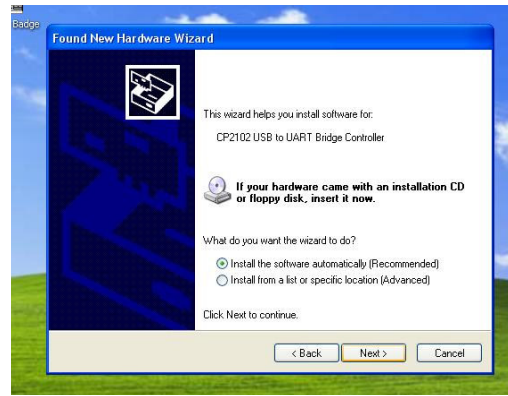 Badge
Found New Hardware Wizard
This wizard helps you install software for:
CP2102 USB to UART Bridge Controller
If your hardware came with an installation CD
or floppy disk, insert it now.
What do you want the wizard to do?
Install the software automatically (Recommended)
Install from a list or specific location (Advanced)
Click Next to continue.
< Back Next > Cancel